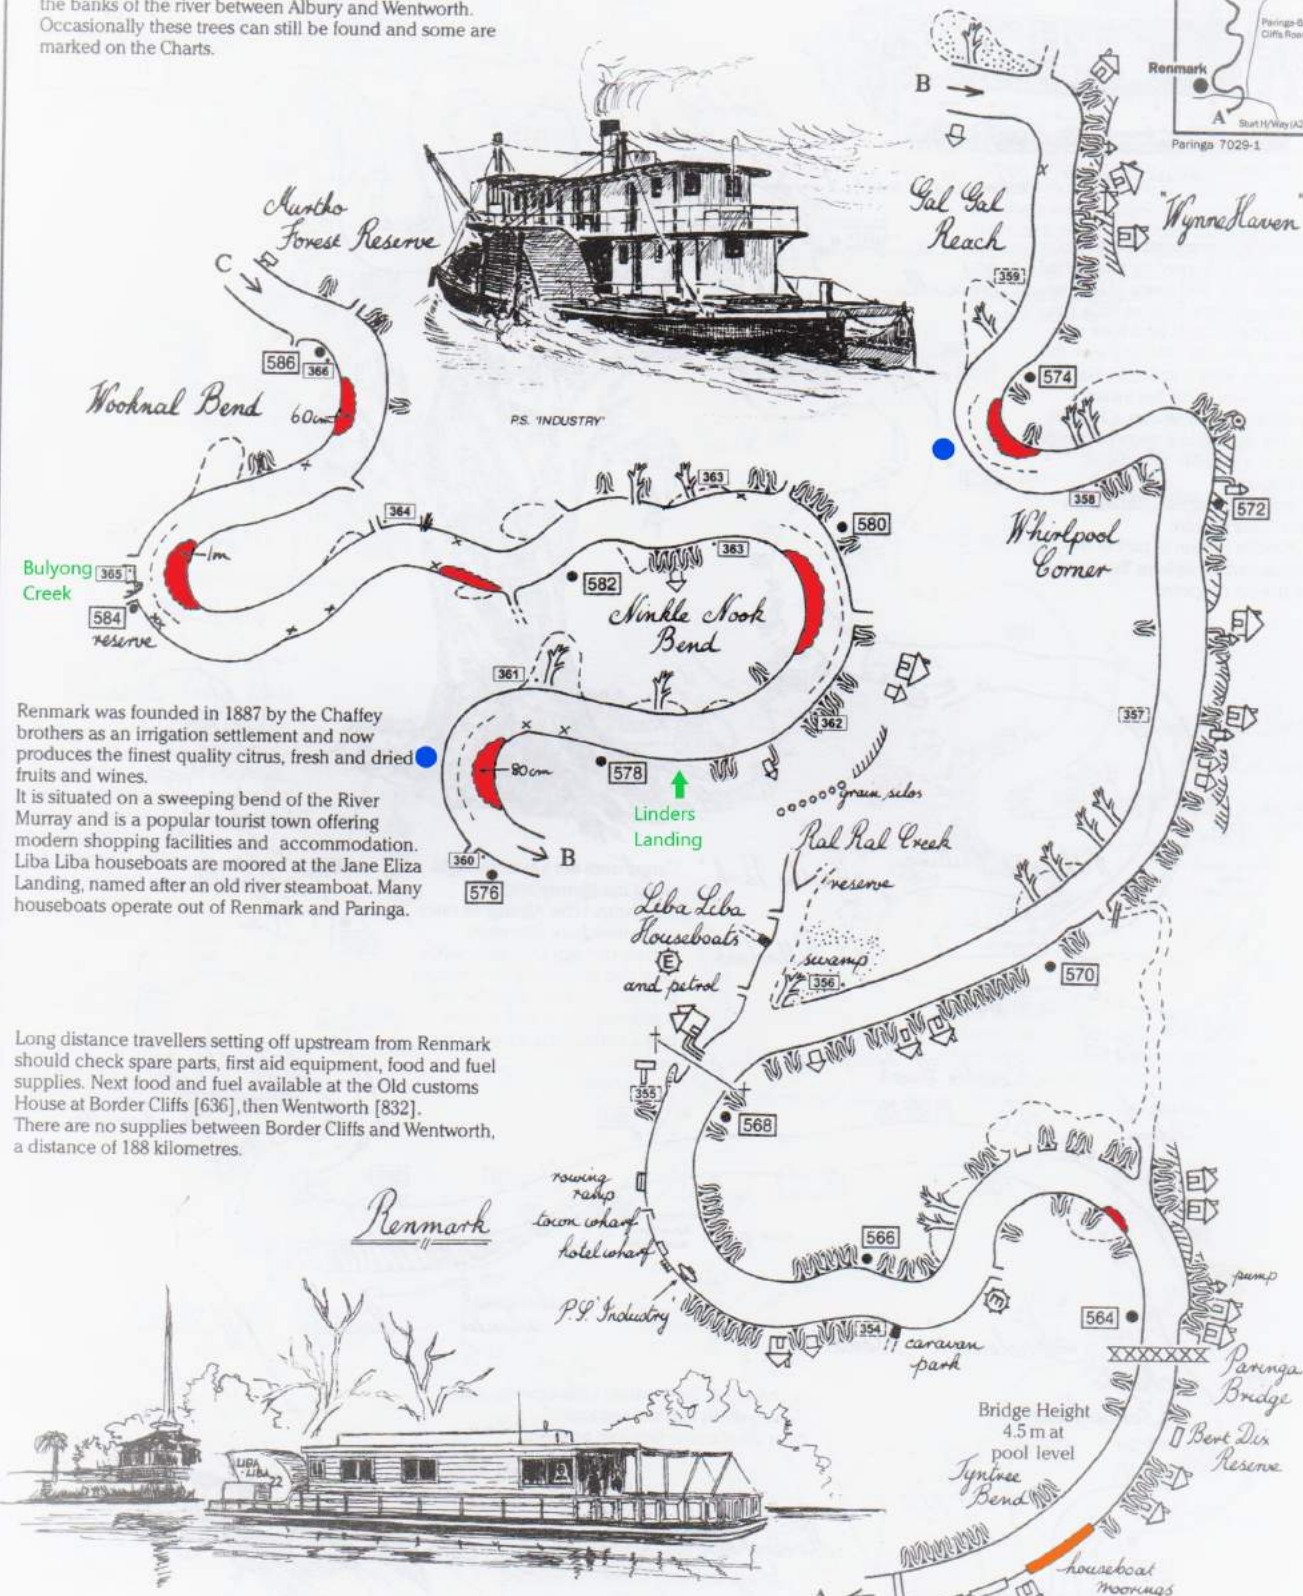 the banks of the river between Albury and Wentworth.
Occasionally these trees can still be found and some are
marked on the Charts.
Renmark
A
Sturt H/Way (A2
Paringa 7029-1
B
Gal Gal
Reach
"Wynne Haven"
359
574
Murtho
Forest Reserve
C
586
366
Wooknal Bend
60cm
P.S. 'INDUSTRY'
358
572
Whirlpool
Corner
364
363
363
580
1m
Bulyong
Creek
365
584
reserve
582
Ninkle Nook
Bend
361
362
357
Renmark was founded in 1887 by the Chaffey
brothers as an irrigation settlement and now
produces the finest quality citrus, fresh and dried
fruits and wines.
It is situated on a sweeping bend of the River
Murray and is a popular tourist town offering
modern shopping facilities and accommodation.
Liba Liba houseboats are moored at the Jane Eliza
Landing, named after an old river steamboat. Many
houseboats operate out of Renmark and Paringa.
80cm
578
Linders
Landing
360
B
576
grain silos
Ral Ral Creek
reserve
Liba Liba
Houseboats
E
and petrol
swamp
356
570
Long distance travellers setting off upstream from Renmark
should check spare parts, first aid equipment, food and fuel
supplies. Next food and fuel available at the Old customs
House at Border Cliffs [636], then Wentworth [832].
There are no supplies between Border Cliffs and Wentworth,
a distance of 188 kilometres.
355
568
Renmark
rowing
ramp
town wharf
hotel wharf
P.S. 'Industry'
566
354
caravan
park
E
pump
564
Paringa
Bridge
Bridge Height
4.5 m at
pool level
Tyntree
Bend
Bert Dix
Reserve
LIBA
LIBA
22
houseboat
moorings
A